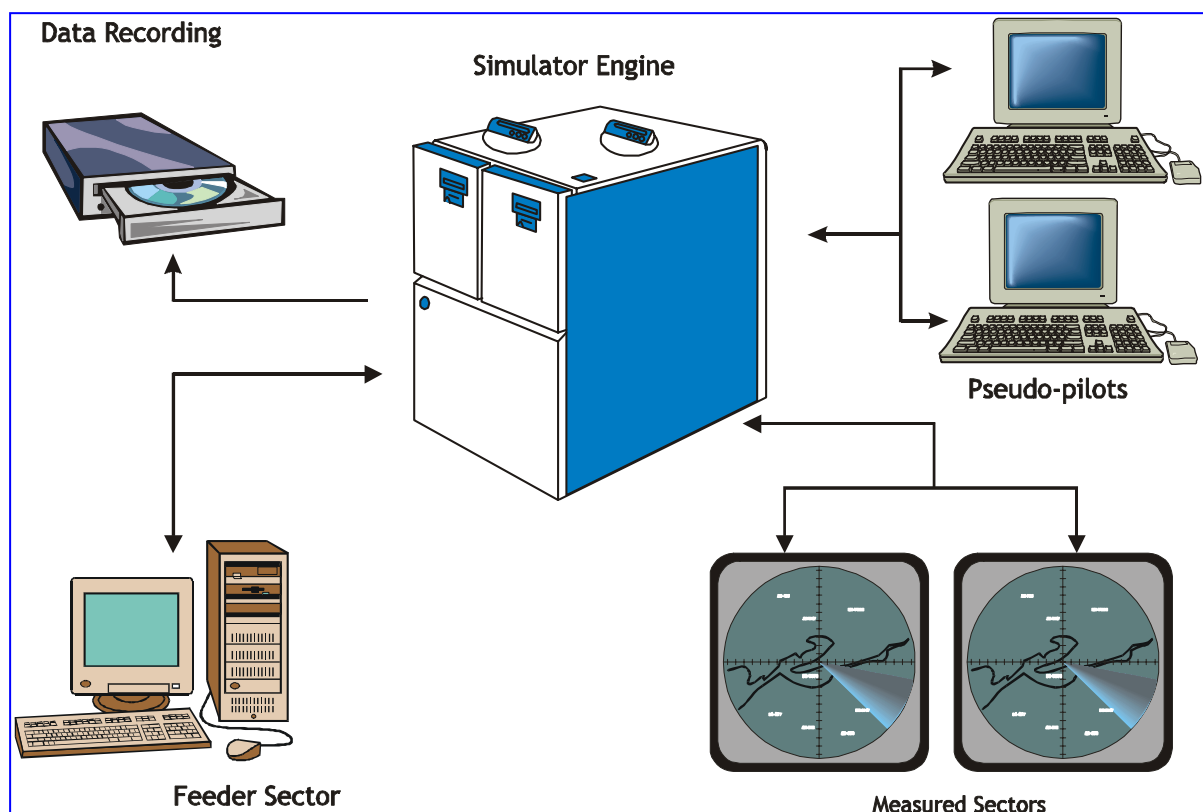 Data Recording
Simulator Engine
Pseudo-pilots
Feeder Sector
Measured Sectors